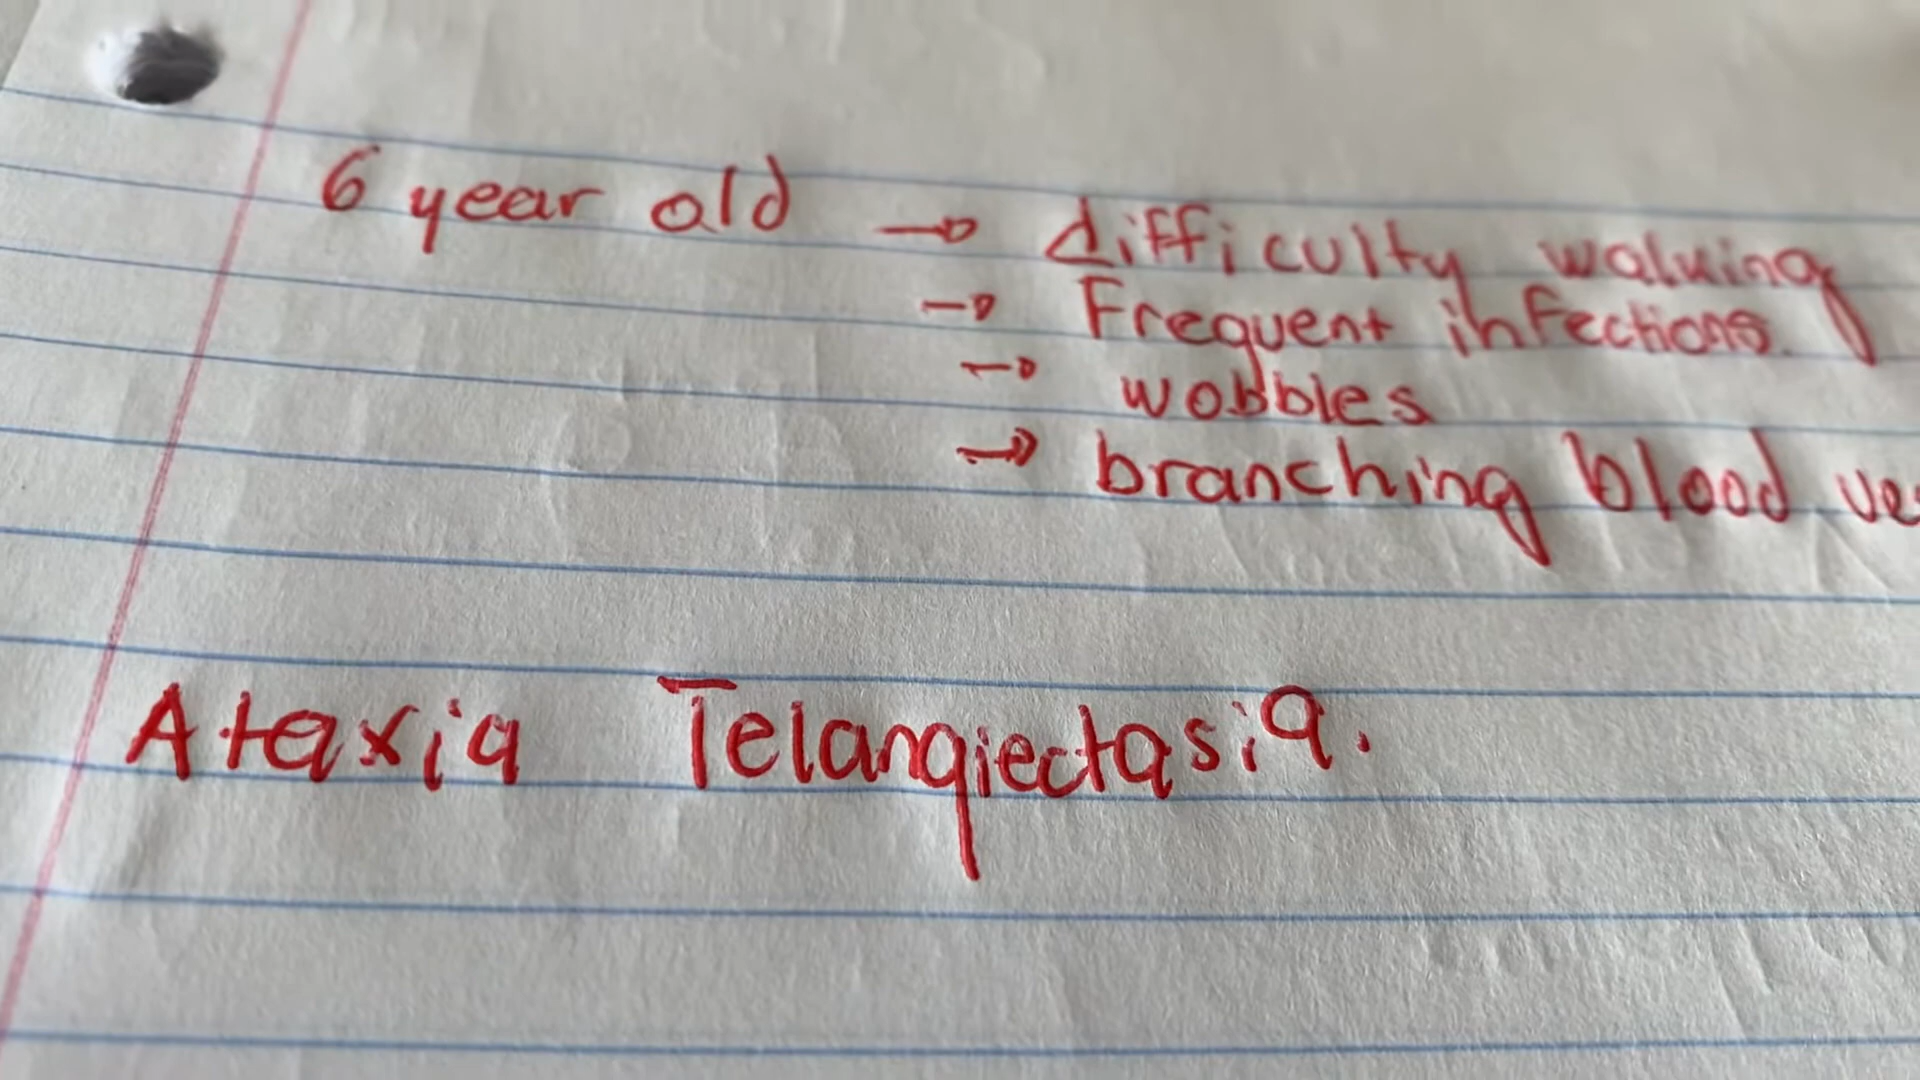 6 year old → difficulty walking
→ Frequent infections.
→ wobbles
→ branching blood
Ataxia Telangiectasia.